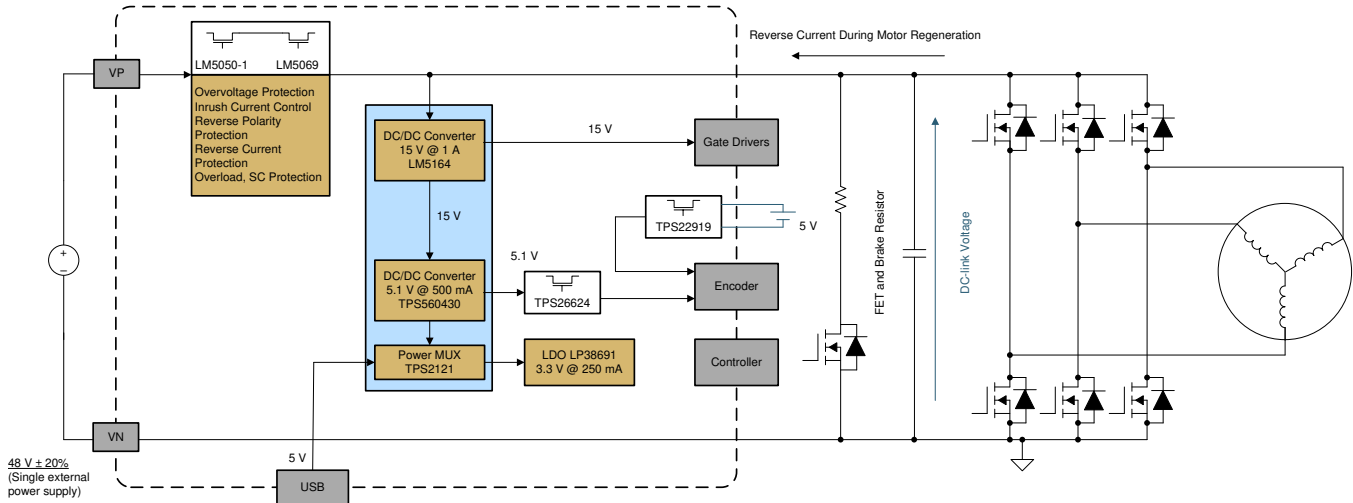 Reverse Current During Motor Regeneration
LM5050-1
LM5069
VP
Overvoltage Protection
Inrush Current Control
Reverse Polarity
Protection
Reverse Current
Protection
Overload, SC Protection
DC/DC Converter
15 V @ 1 A
LM5164
15 V
Gate Drivers
15 V
TPS22919
5 V
5.1 V
DC/DC Converter
5.1 V @ 500 mA
TPS560430
TPS26624
Encoder
Power MUX
TPS2121
LDO LP38691
3.3 V @ 250 mA
Controller
FET and Brake Resistor
DC-link Voltage
+
−
VN
48 V ± 20%
(Single external
power supply)
5 V
USB